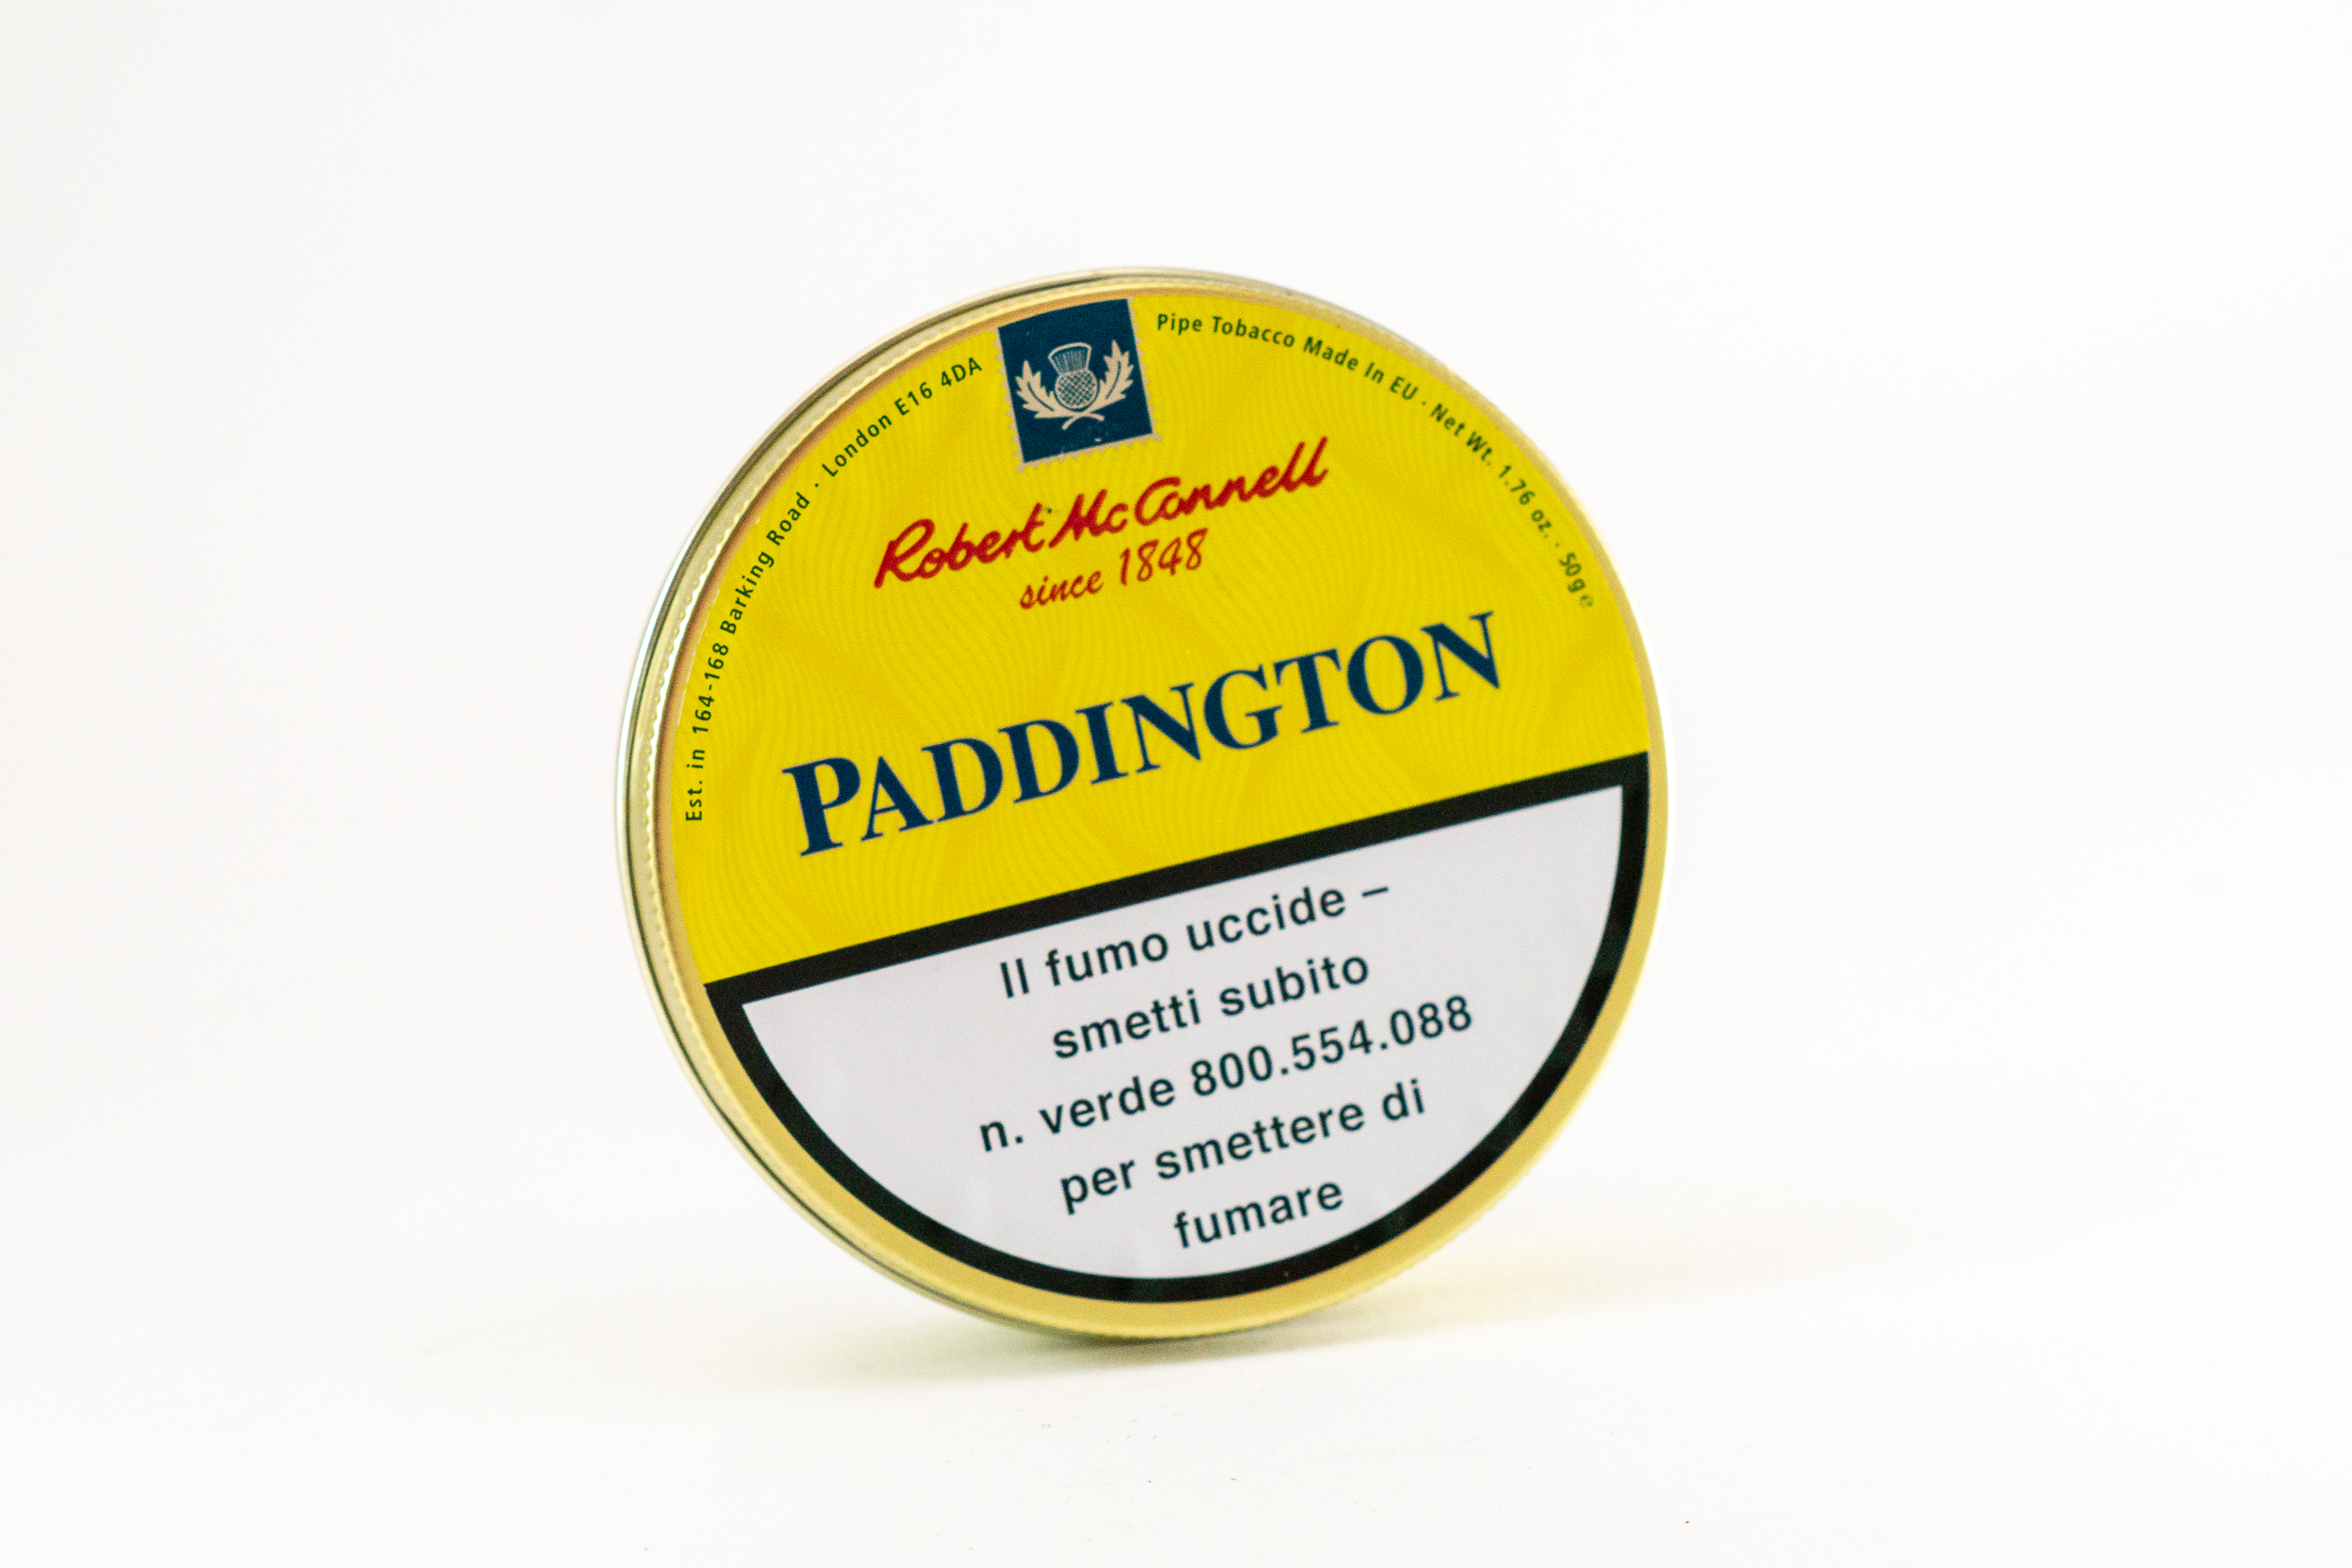 Est. in 164-168 Barking Road · London E16 4DA
Pipe Tobacco Made In EU · Net Wt. 1.76 oz. · 50g ℮
Robert McConnell
since 1848
PADDINGTON
Il fumo uccide –
smetti subito
n. verde 800.554.088
per smettere di
fumare